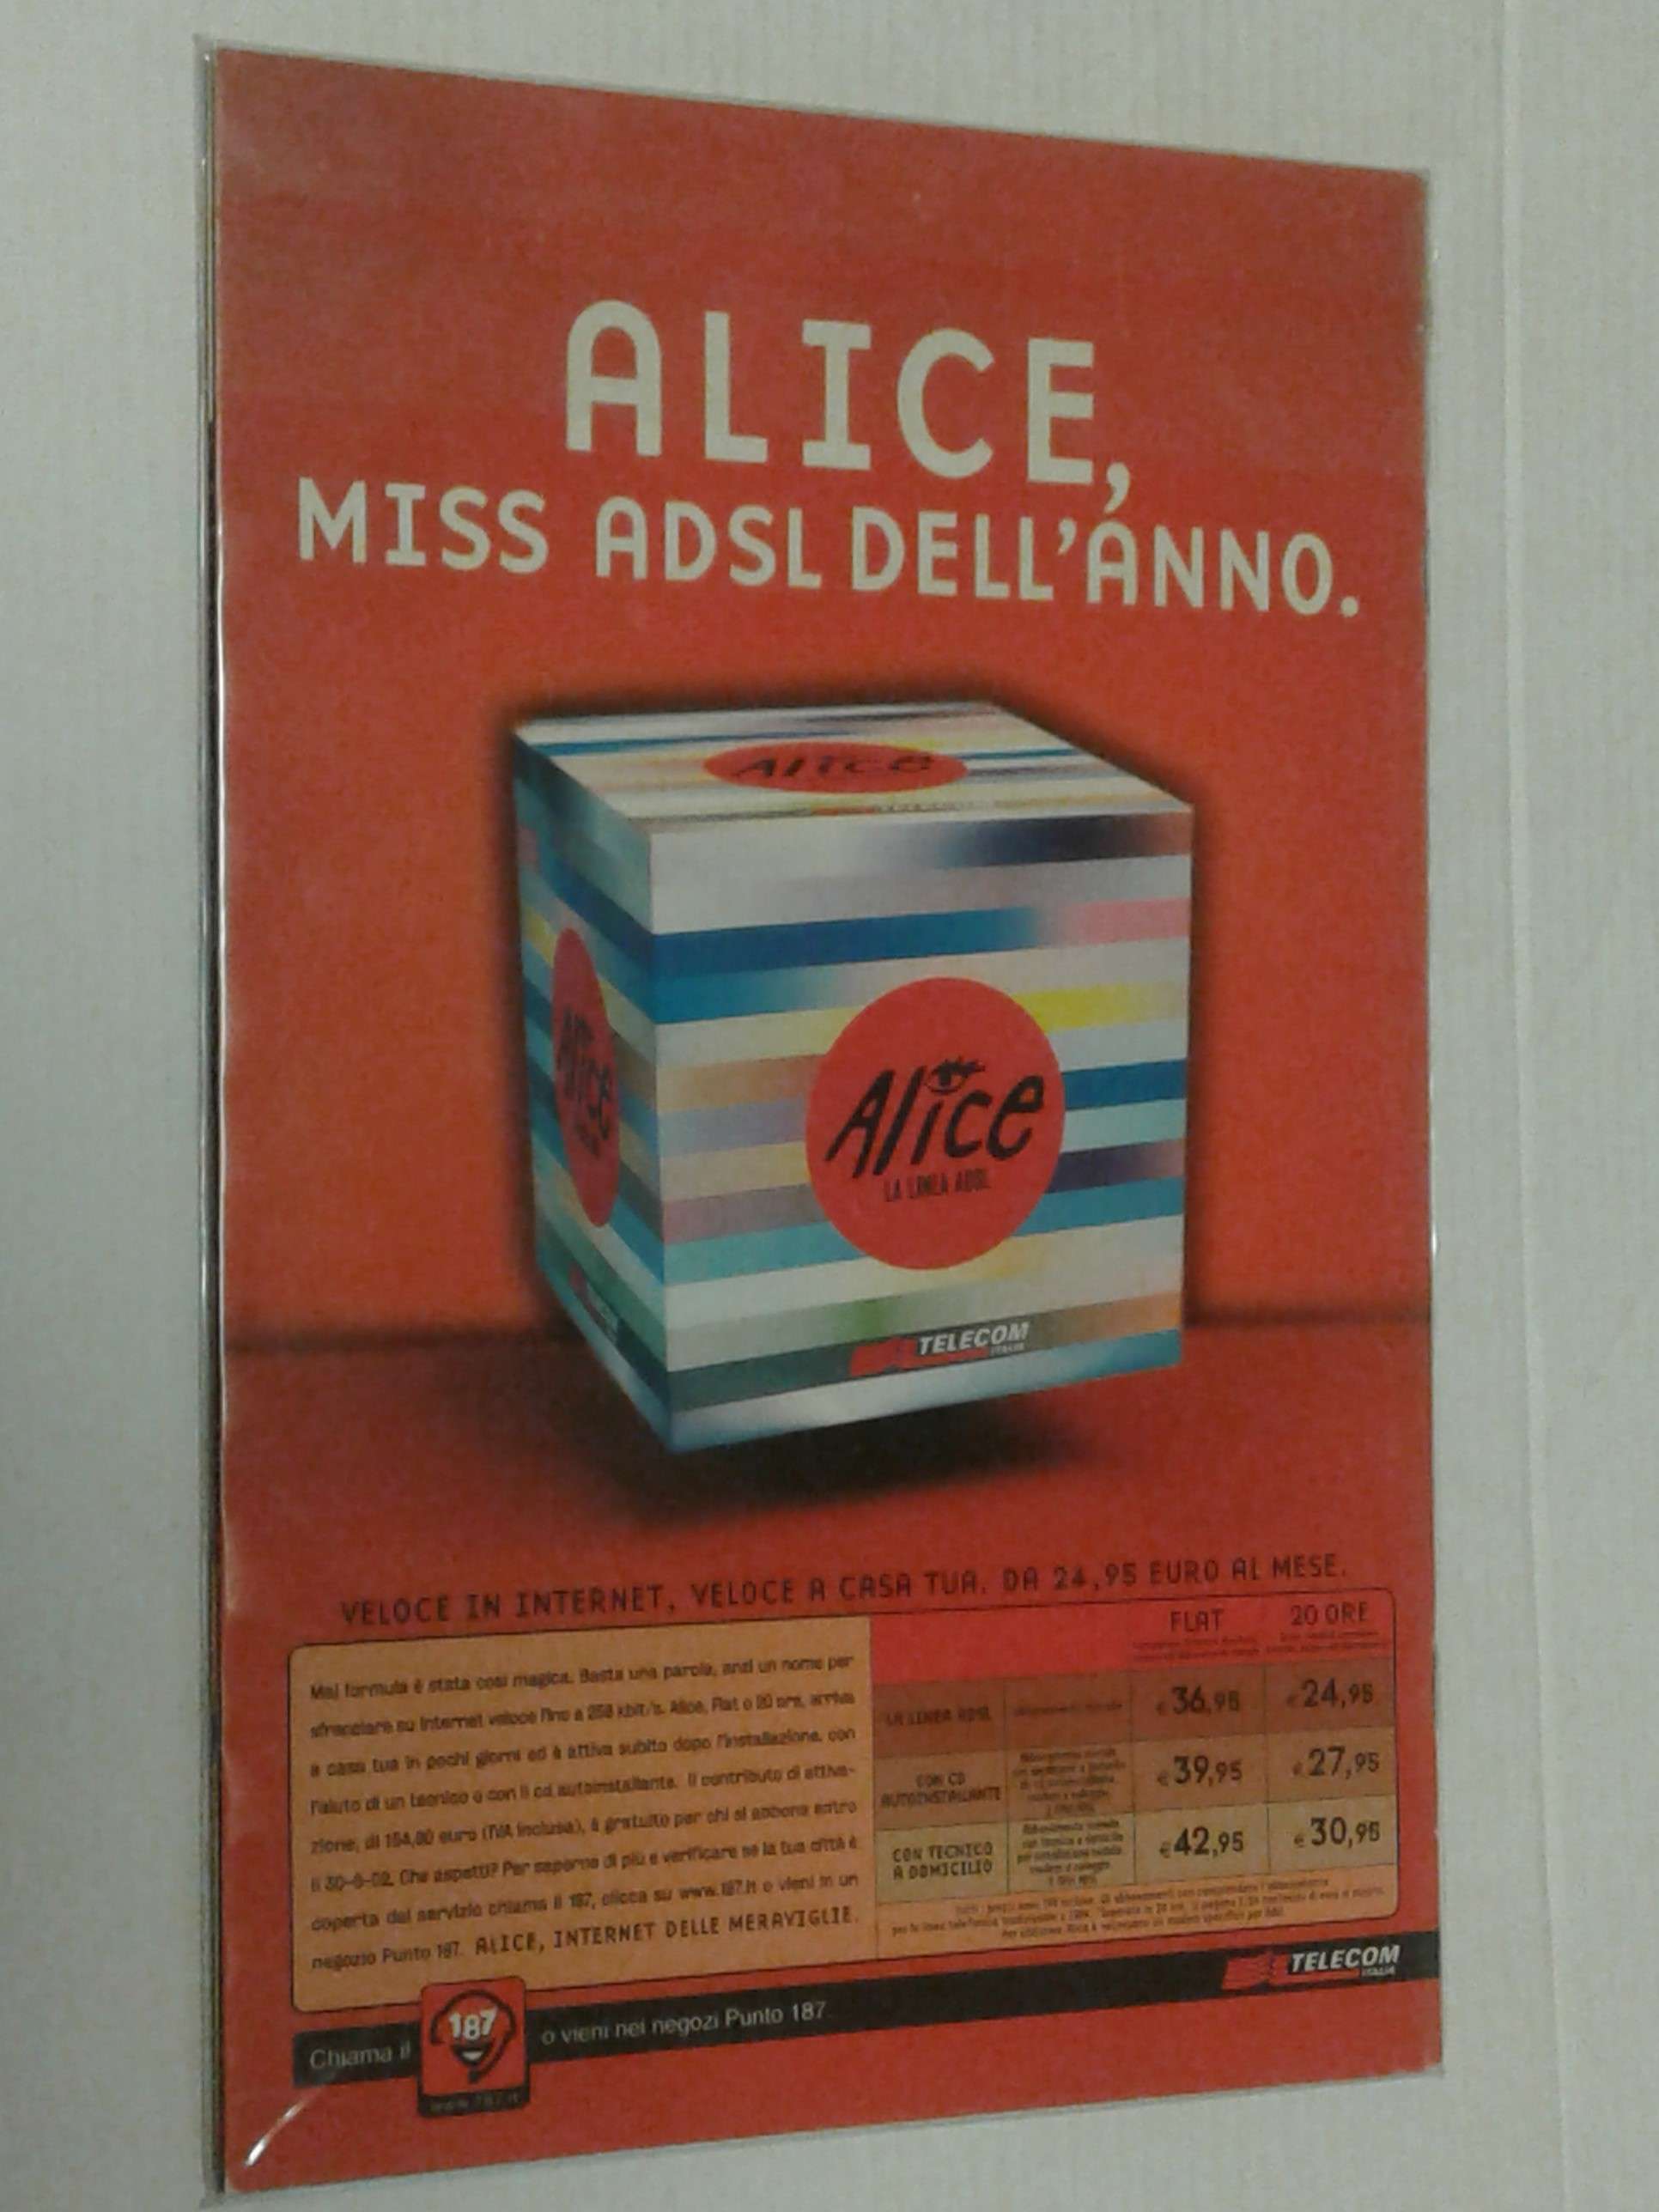 ALICE,
MISS ADSL DELL'ANNO.
Alice
Alice
Alice
LA LINEA ADSL
TELECOM
ITALIA
VELOCE IN INTERNET, VELOCE A CASA TUA. DA 24,95 EURO AL MESE.
Mai formula è stata così magica. Basta una parola, anzi un nome per
sfrecciare su Internet veloce fino a 256 kbit/s. Alice, Flat o 20 ore, arriva
a casa tua in pochi giorni ed è attiva subito dopo l'installazione, con
l'aiuto di un tecnico o con il cd autoinstallante. Il contributo di attiva-
zione, di 154,80 euro (IVA inclusa), è gratuito per chi si abbona entro
il 30-9-02. Che aspetti? Per saperne di più e verificare se la tua città è
coperta dal servizio chiama il 187, clicca su www.187.it o vieni in un
negozio Punto 187. ALICE, INTERNET DELLE MERAVIGLIE.
FLAT 20 ORE
LA LINEA ADSL € 36,95 € 24,95
CON CD
AUTOINSTALLANTE
€ 39,95 € 27,95
CON TECNICO
A DOMICILIO
€ 42,95 € 30,95
TELECOM
ITALIA
Chiama il 187 o vieni nei negozi Punto 187.
www.187.it